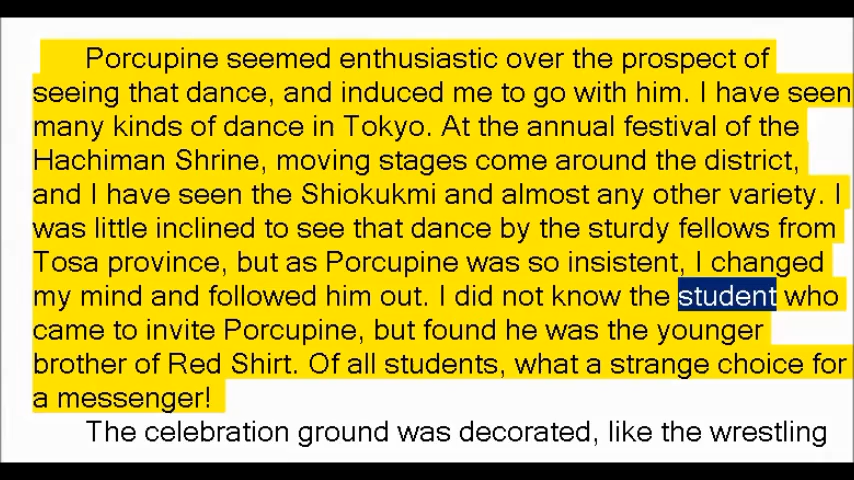 Porcupine seemed enthusiastic over the prospect of
seeing that dance, and induced me to go with him. I have seen
many kinds of dance in Tokyo. At the annual festival of the
Hachiman Shrine, moving stages come around the district,
and I have seen the Shiokukmi and almost any other variety. I
was little inclined to see that dance by the sturdy fellows from
Tosa province, but as Porcupine was so insistent, I changed
my mind and followed him out. I did not know the student who
came to invite Porcupine, but found he was the younger
brother of Red Shirt. Of all students, what a strange choice for
a messenger!
The celebration ground was decorated, like the wrestling